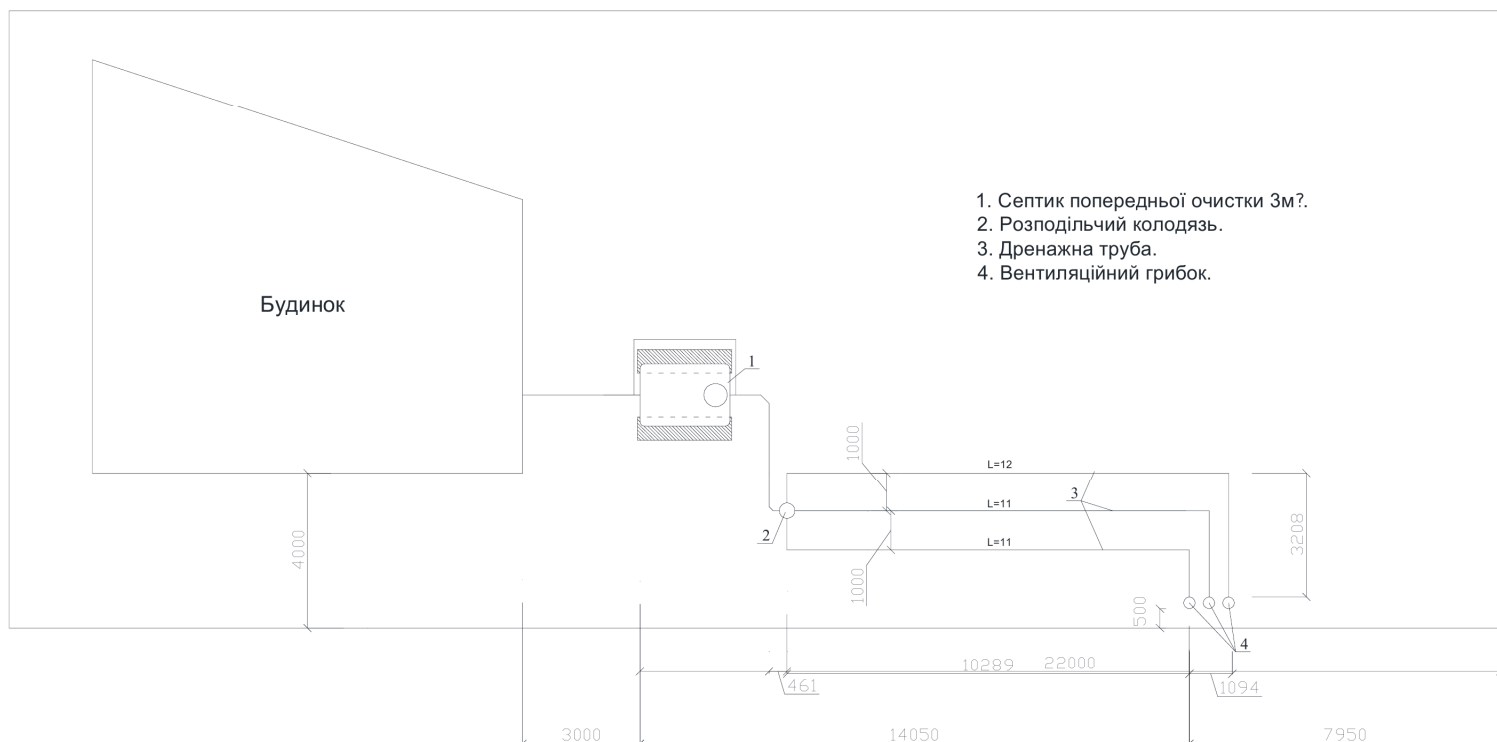 1. Септик попередньої очистки 3м?.
2. Розподільчий колодязь.
3. Дренажна труба.
4. Вентиляційний грибок.
Будинок
1
1000
L=12
3
L=11
2
L=11
4000
1000
3208
500
4
10289
22000
461
1094
3000
14050
7950